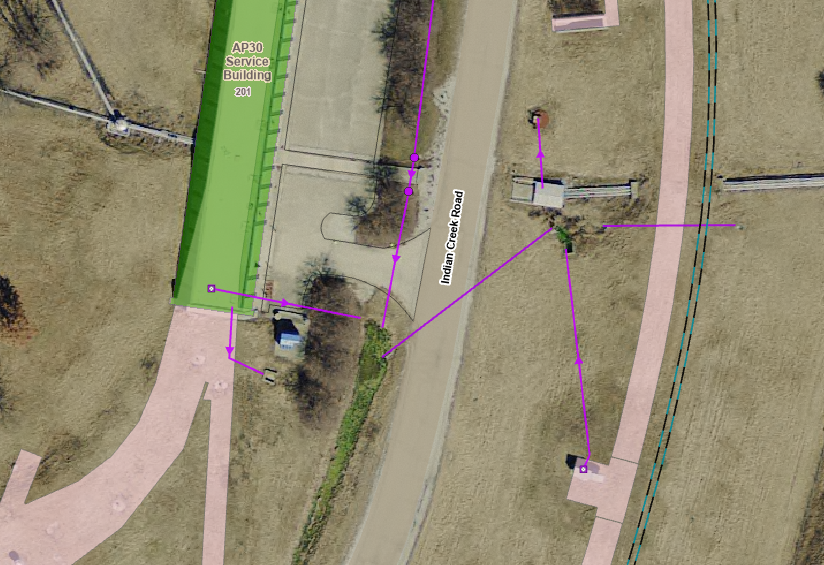 AP30
Service
Building
201
Indian Creek Road